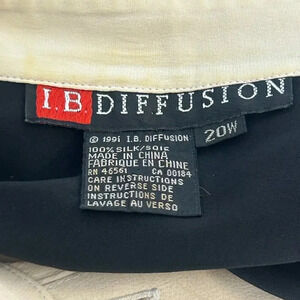 I.B. DIFFUSION
20W
© 1991 I.B. DIFFUSION
100% SILK/SOIE
MADE IN CHINA
FABRIQUE EN CHINE
RN 46561 CA 00184
CARE INSTRUCTIONS
ON REVERSE SIDE
INSTRUCTIONS DE
LAVAGE AU VERSO